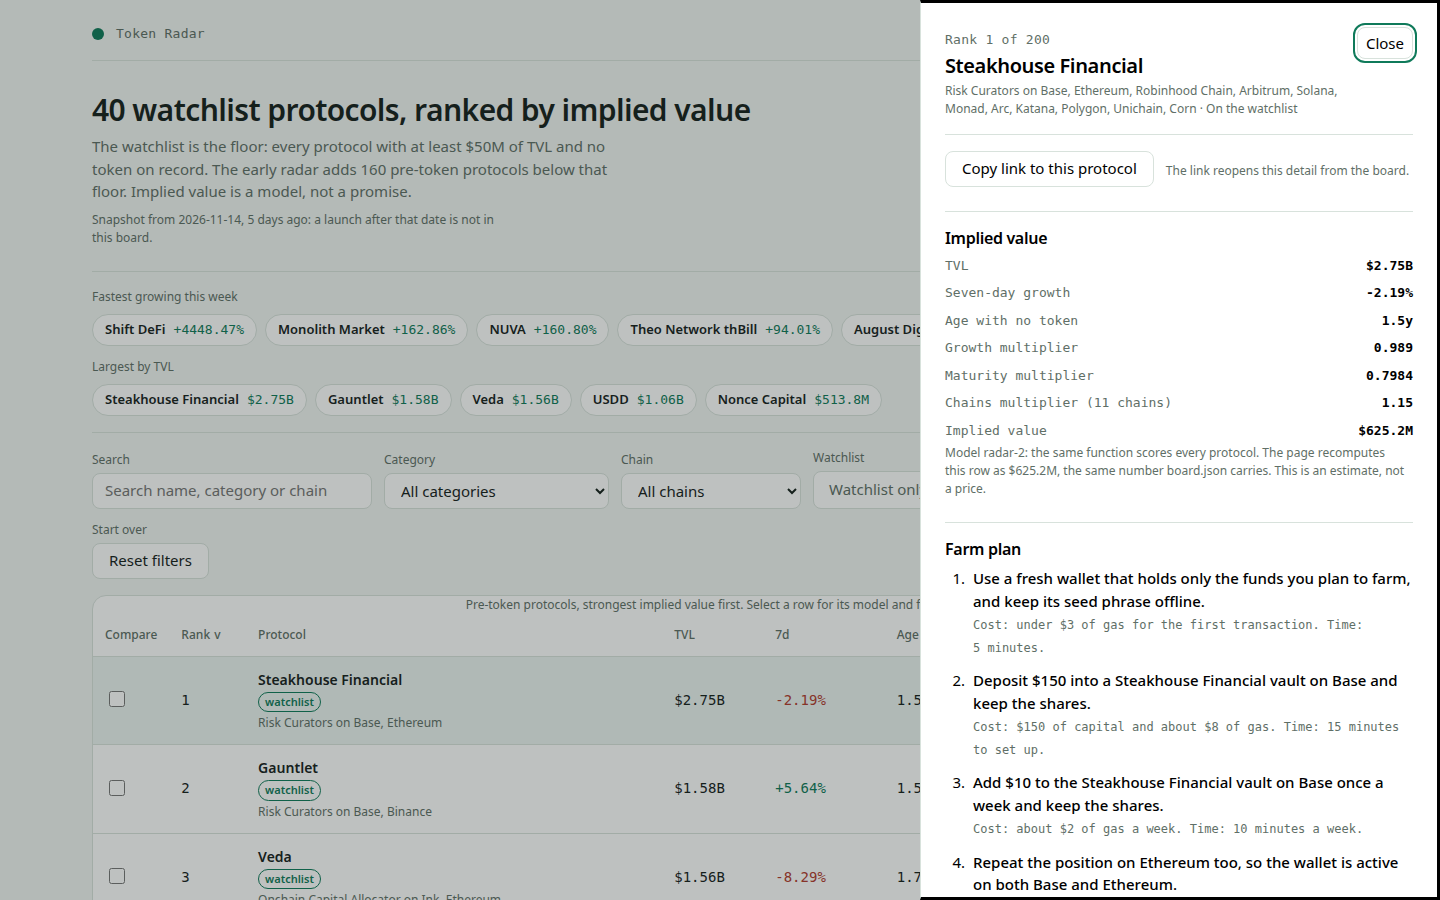 Token Radar
40 watchlist protocols, ranked by implied value
The watchlist is the floor: every protocol with at least $50M of TVL and no
token on record. The early radar adds 160 pre-token protocols below that
floor. Implied value is a model, not a promise.
Snapshot from 2026-11-14, 5 days ago: a launch after that date is not in
this board.
Fastest growing this week
Shift DeFi +4448.47%
Monolith Market +162.86%
NUVA +160.80%
Theo Network thBill +94.01%
August Dig
Largest by TVL
Steakhouse Financial $2.75B
Gauntlet $1.58B
Veda $1.56B
USDD $1.06B
Nonce Capital $513.8M
Search
Category
Chain
Watchlist
Search name, category or chain
All categories
All chains
Watchlist only
Start over
Reset filters
Pre-token protocols, strongest implied value first. Select a row for its model and f
Compare Rank v Protocol TVL 7d Age
1 Steakhouse Financial $2.75B -2.19% 1.5
watchlist
Risk Curators on Base, Ethereum
2 Gauntlet $1.58B +5.64% 1.5
watchlist
Risk Curators on Base, Binance
3 Veda $1.56B -8.29% 1.7
watchlist
Onchain Capital Allocator on Ink, Ethereum
Rank 1 of 200
Close
Steakhouse Financial
Risk Curators on Base, Ethereum, Robinhood Chain, Arbitrum, Solana,
Monad, Arc, Katana, Polygon, Unichain, Corn · On the watchlist
Copy link to this protocol
The link reopens this detail from the board.
Implied value
TVL $2.75B
Seven-day growth -2.19%
Age with no token 1.5y
Growth multiplier 0.989
Maturity multiplier 0.7984
Chains multiplier (11 chains) 1.15
Implied value $625.2M
Model radar-2: the same function scores every protocol. The page recomputes
this row as $625.2M, the same number board.json carries. This is an estimate, not
a price.
Farm plan
1. Use a fresh wallet that holds only the funds you plan to farm,
and keep its seed phrase offline.
Cost: under $3 of gas for the first transaction. Time:
5 minutes.
2. Deposit $150 into a Steakhouse Financial vault on Base and
keep the shares.
Cost: $150 of capital and about $8 of gas. Time: 15 minutes
to set up.
3. Add $10 to the Steakhouse Financial vault on Base once a
week and keep the shares.
Cost: about $2 of gas a week. Time: 10 minutes a week.
4. Repeat the position on Ethereum too, so the wallet is active
on both Base and Ethereum.